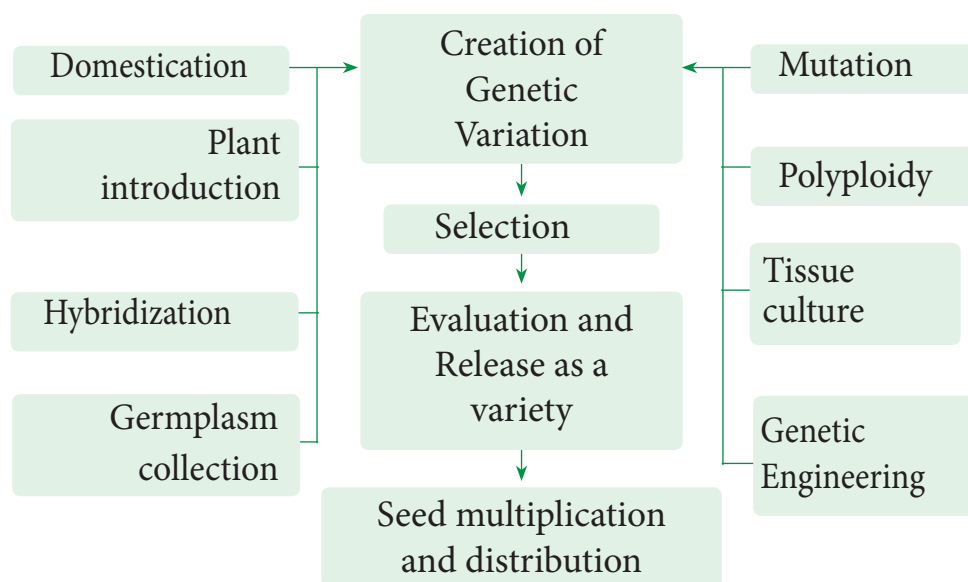 Domestication
Plant
introduction
Hybridization
Germplasm
collection
Creation of
Genetic
Variation
Selection
Evaluation and
Release as a
variety
Seed multiplication
and distribution
Mutation
Polyploidy
Tissue
culture
Genetic
Engineering